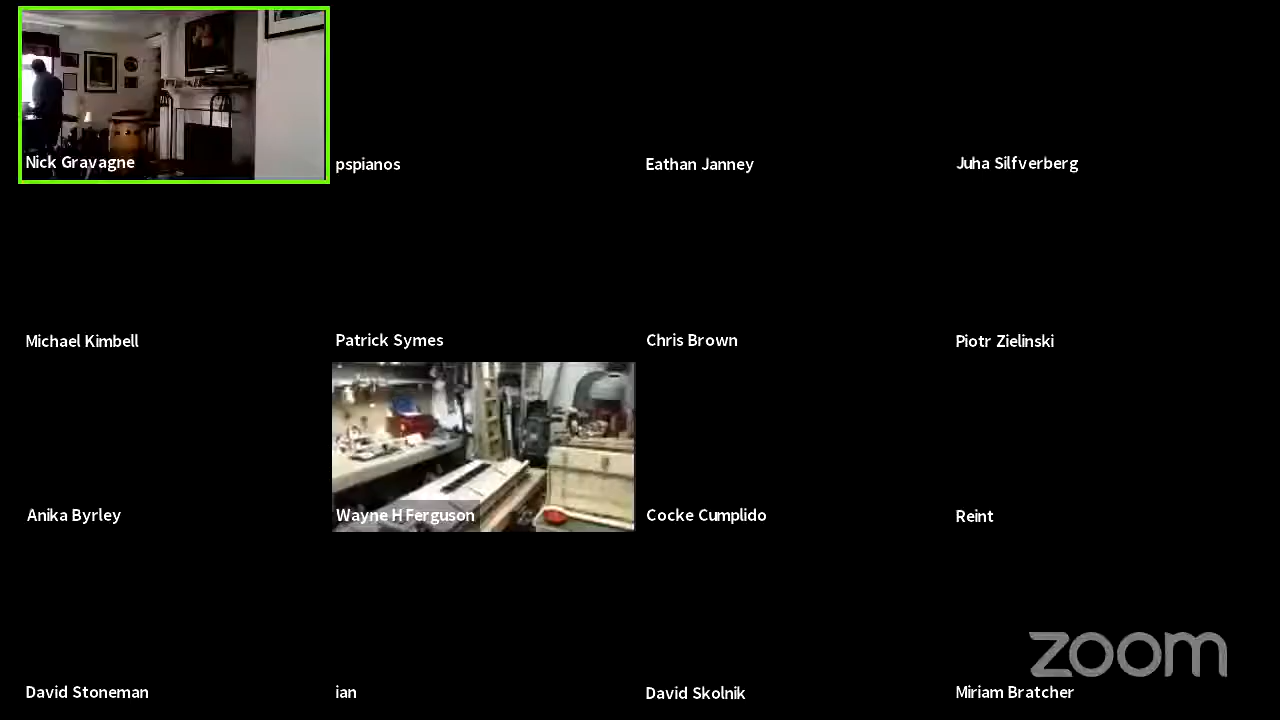 Nick Gravagne
pspianos
Eathan Janney
Juha Silfverberg
Michael Kimbell
Patrick Symes
Chris Brown
Piotr Zielinski
Anika Byrley
Wayne H Ferguson
Cocke Cumplido
Reint
zoom
David Stoneman
ian
David Skolnik
Miriam Bratcher